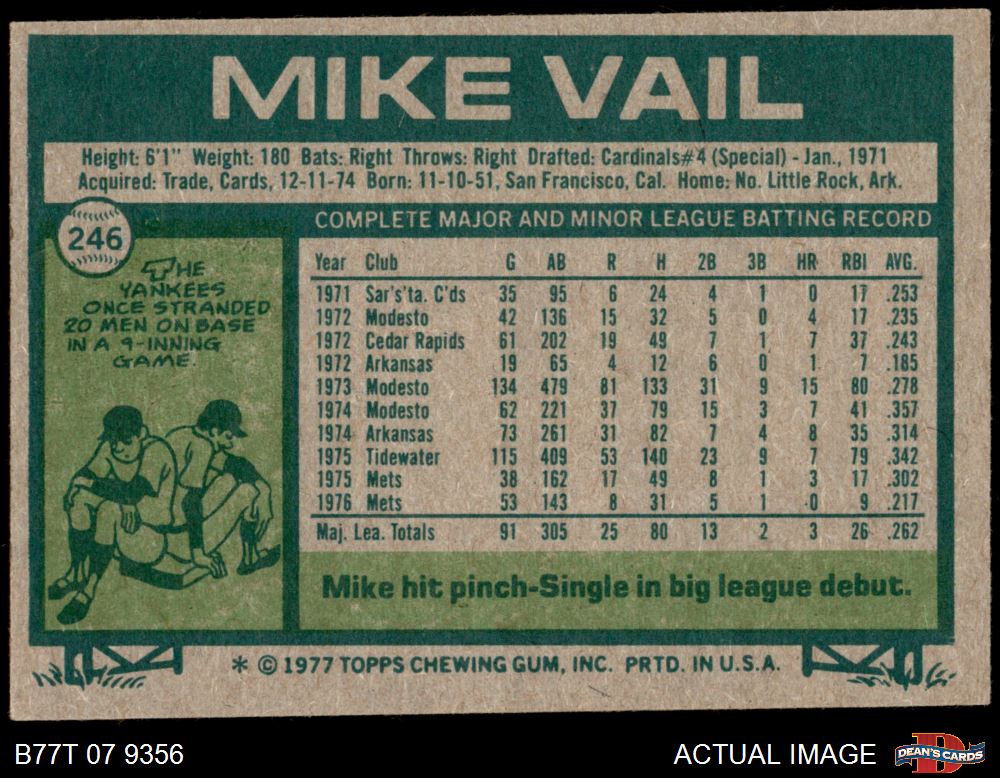 MIKE VAIL
Height: 6'1" Weight: 180 Bats: Right Throws: Right Drafted: Cardinals#4 (Special) - Jan., 1971
Acquired: Trade, Cards, 12-11-74 Born: 11-10-51, San Francisco, Cal. Home: No. Little Rock, Ark.
246
THE
YANKEES
ONCE STRANDED
20 MEN ON BASE
IN A 9-INNING
GAME.
COMPLETE MAJOR AND MINOR LEAGUE BATTING RECORD
Year Club G AB R H 2B 3B HR RBI AVG.
1971 Sar's'ta. C'ds 35 95 6 24 4 1 0 17 .253
1972 Modesto 42 136 15 32 5 0 4 17 .235
1972 Cedar Rapids 61 202 19 49 7 1 7 37 .243
1972 Arkansas 19 65 4 12 6 0 1 7 .185
1973 Modesto 134 479 81 133 31 9 15 80 .278
1974 Modesto 62 221 37 79 15 3 7 41 .357
1974 Arkansas 73 261 31 82 7 4 8 35 .314
1975 Tidewater 115 409 53 140 23 9 7 79 .342
1975 Mets 38 162 17 49 8 1 3 17 .302
1976 Mets 53 143 8 31 5 1 0 9 .217
Maj. Lea. Totals 91 305 25 80 13 2 3 26 .262
Mike hit pinch-Single in big league debut.
* © 1977 TOPPS CHEWING GUM, INC. PRTD. IN U.S.A.
B77T 07 9356
ACTUAL IMAGE
DEAN'S CARDS